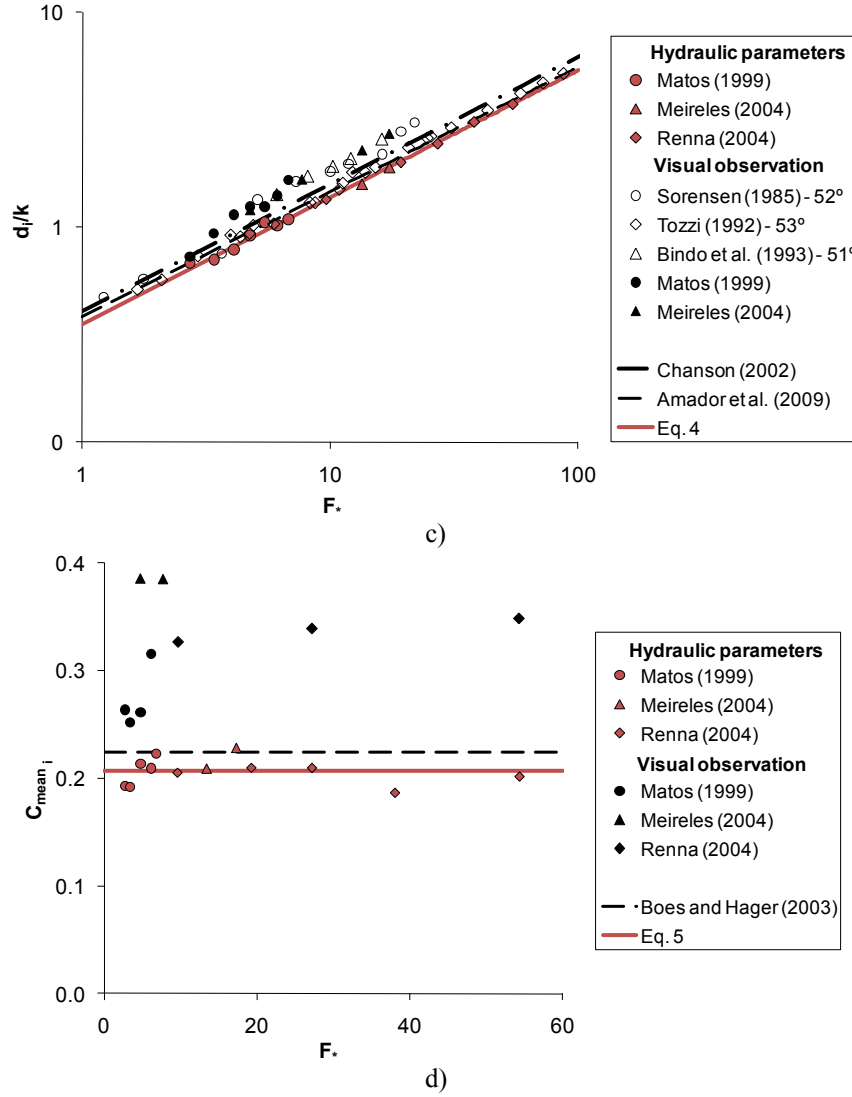 10
1
0
d_i/k
1
10
100
F_*
Hydraulic parameters
Matos (1999)
Meireles (2004)
Renna (2004)
Visual observation
Sorensen (1985) - 52º
Tozzi (1992) - 53º
Bindo et al. (1993) - 51º
Matos (1999)
Meireles (2004)
Chanson (2002)
Amador et al. (2009)
Eq. 4
c)
0.4
0.3
0.2
0.1
0.0
C_mean i
0
20
40
60
F_*
Hydraulic parameters
Matos (1999)
Meireles (2004)
Renna (2004)
Visual observation
Matos (1999)
Meireles (2004)
Renna (2004)
Boes and Hager (2003)
Eq. 5
d)